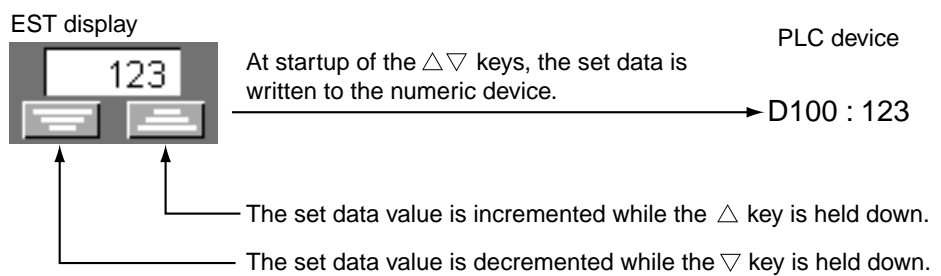 EST display
PLC device
123
At startup of the △▽ keys, the set data is
written to the numeric device.
D100 : 123
The set data value is incremented while the △ key is held down.
The set data value is decremented while the ▽ key is held down.